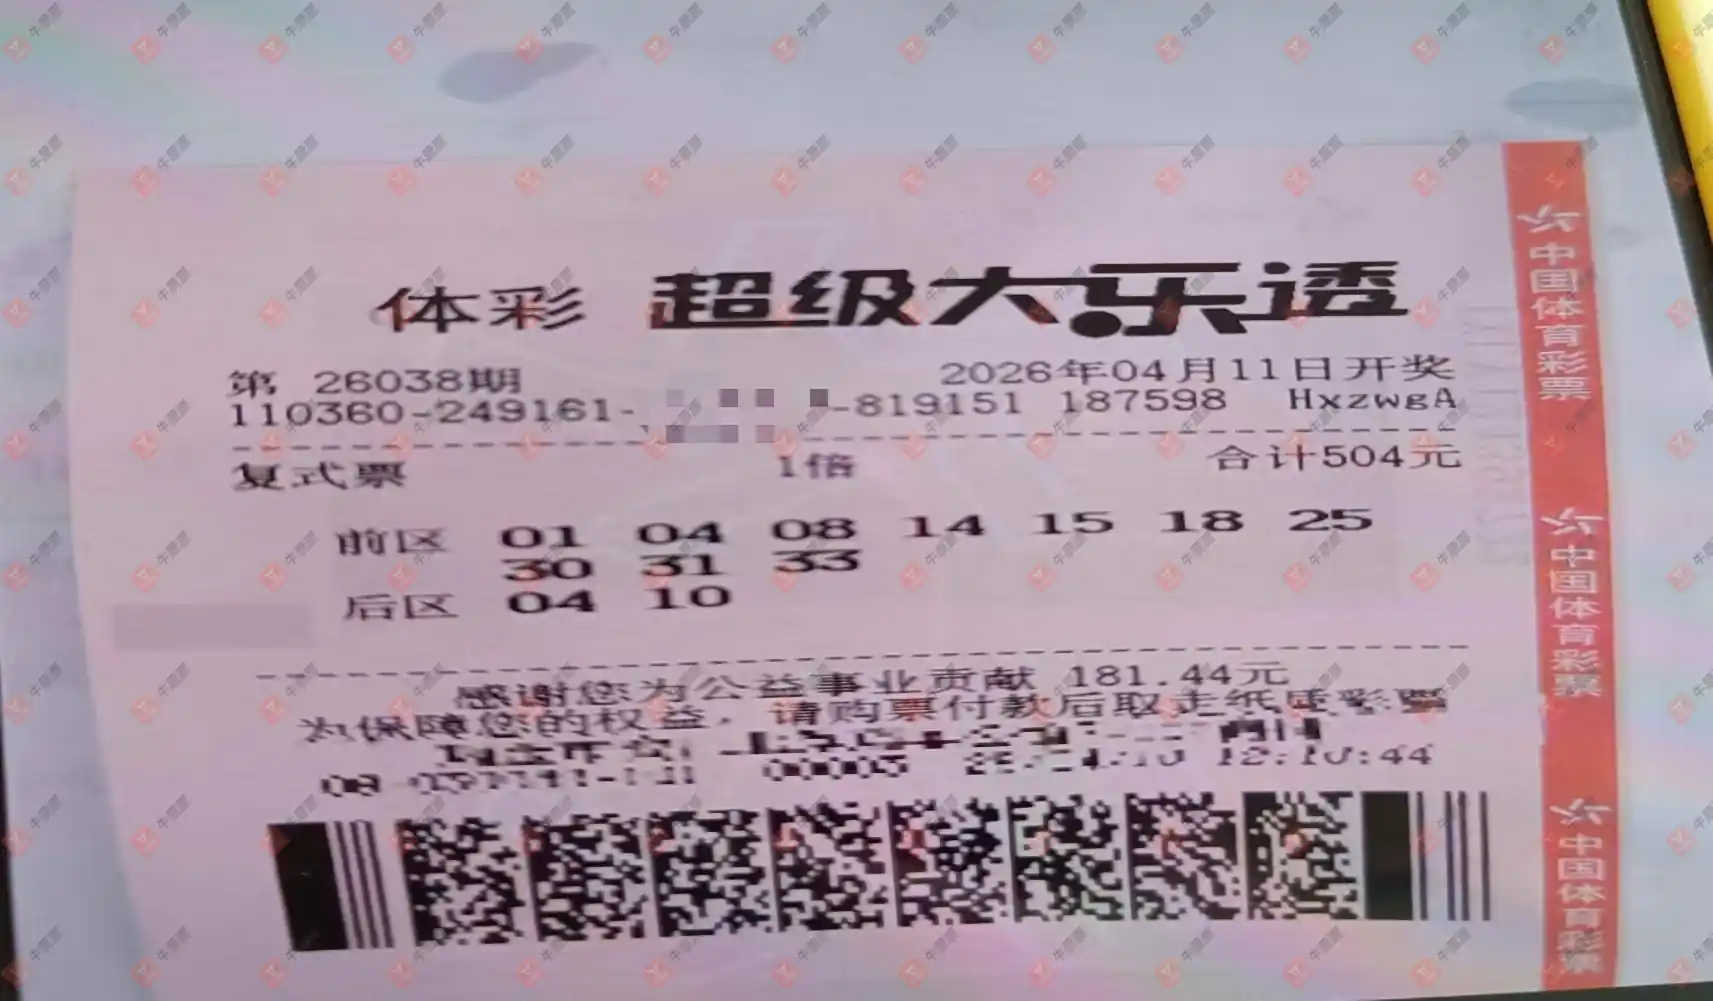 体彩 超级大乐透
第 26038期 2026年04月11日开奖
110360-249161- -819151 187598 HxzwgA
复式票 1倍 合计504元
前区 01 04 08 14 15 18 25
30 31 33
后区 04 10
感谢您为公益事业贡献 181.44元
为保障您的权益，请购票付款后取走纸质彩票
中国体育彩票
中国体育彩票
中国体育彩票
牛票票